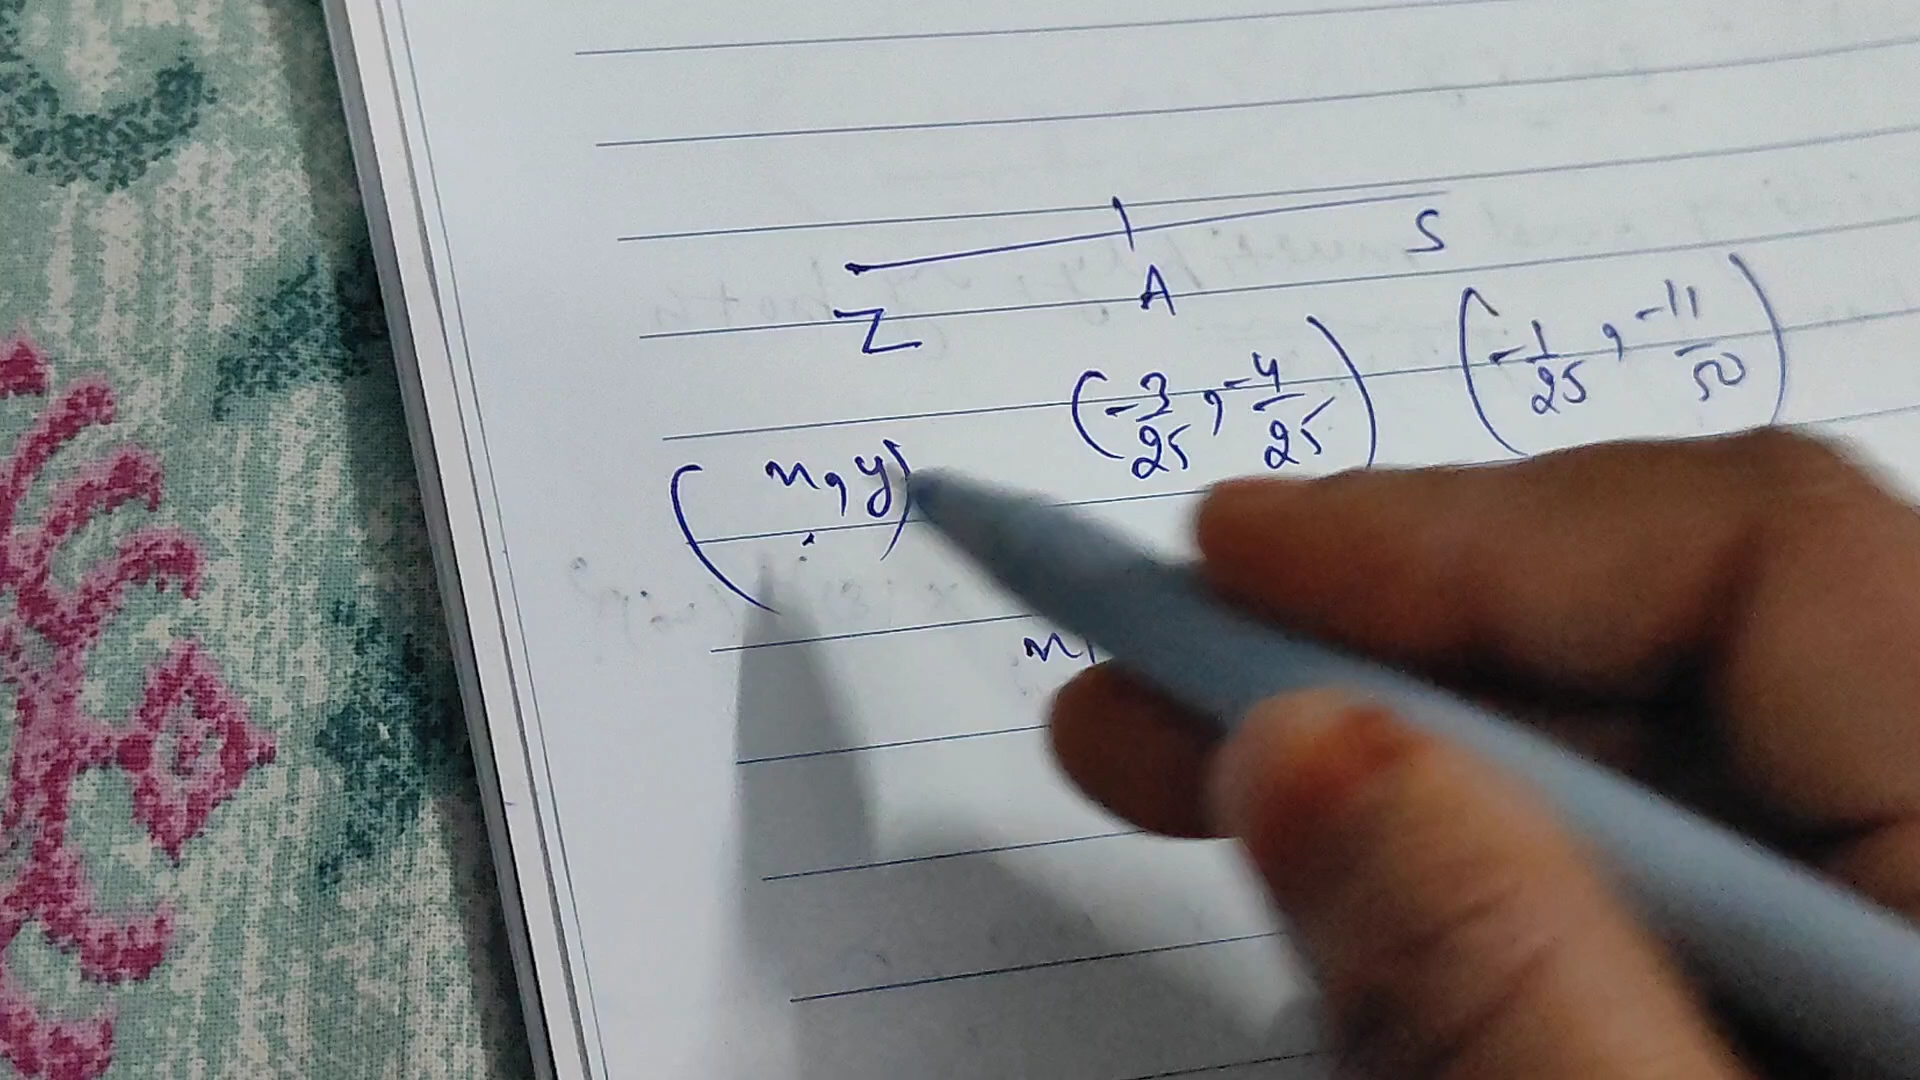 Z A S
(x, y) (-3/25, -4/25) (-1/25, -11/50)
x